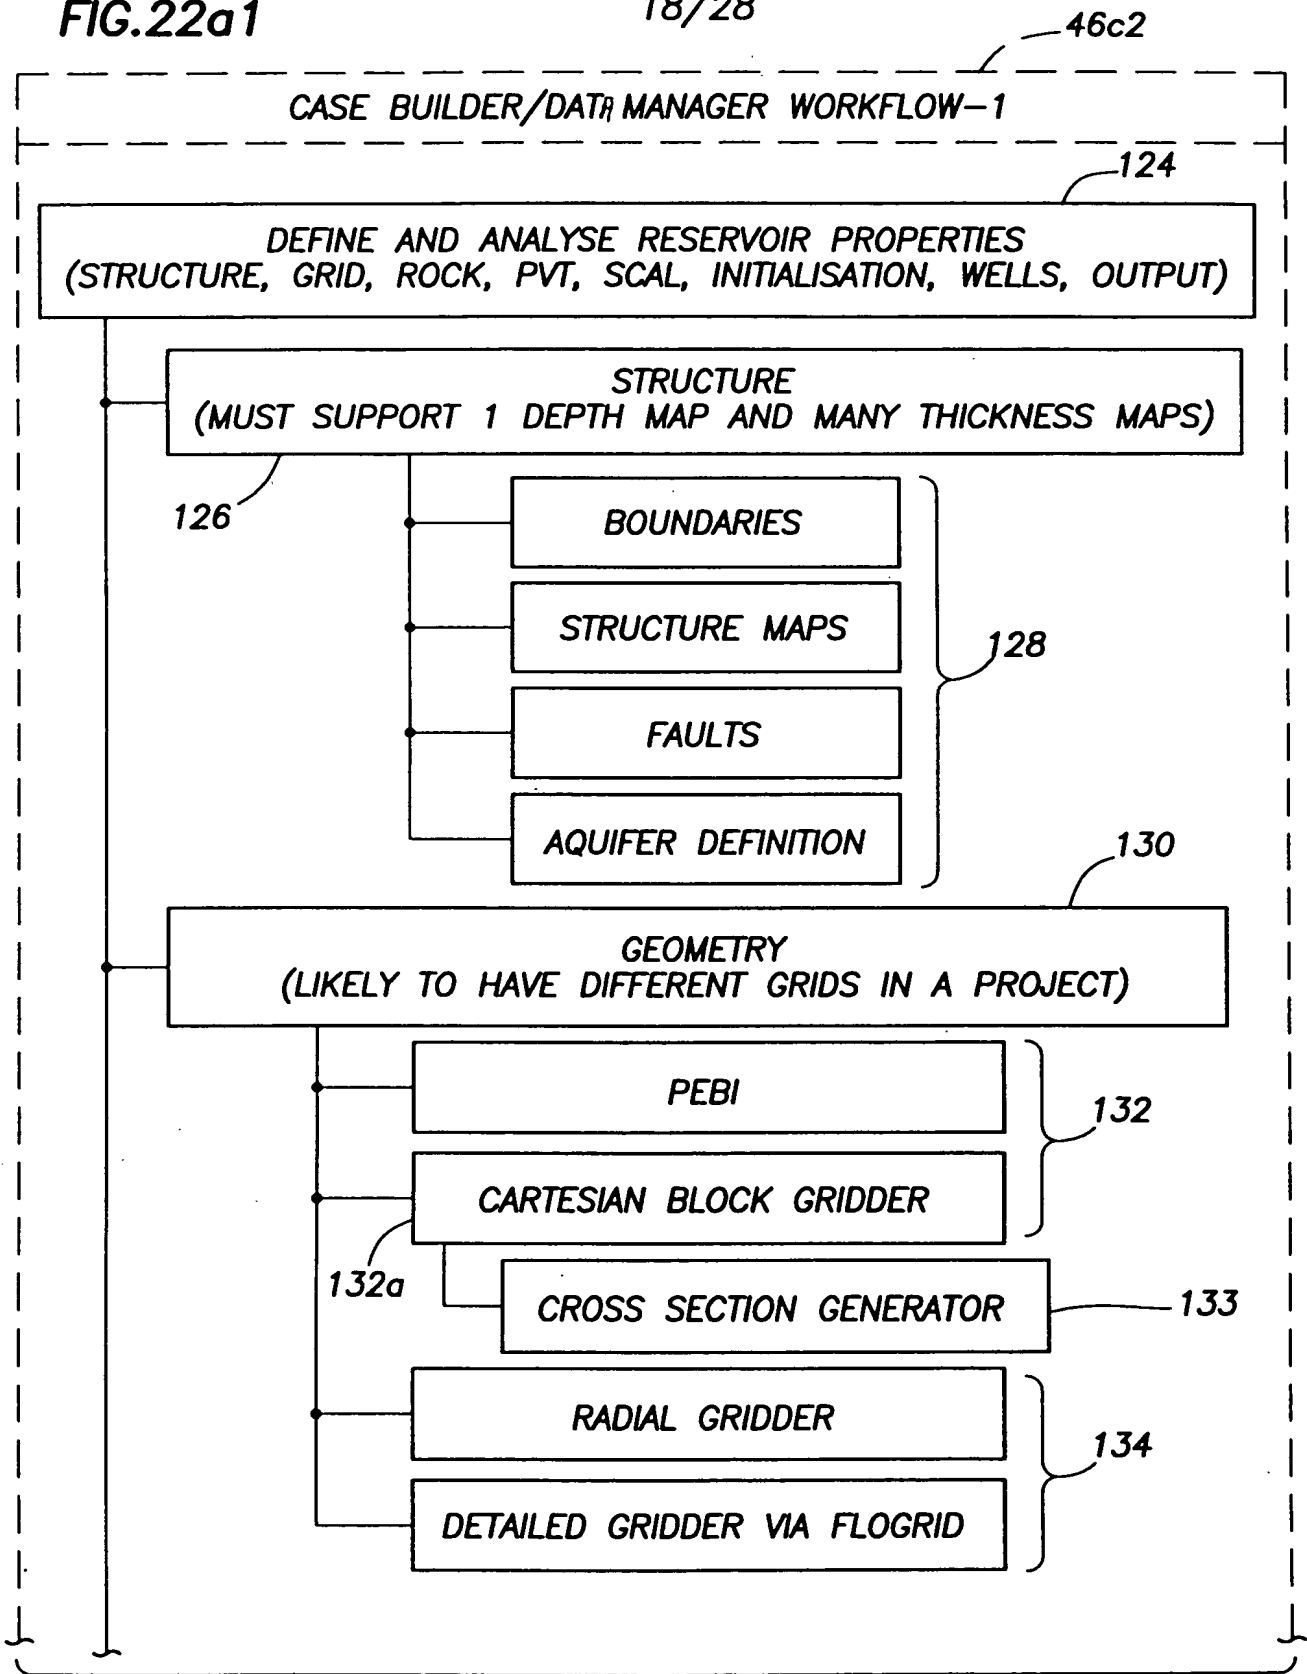 FIG.22a1
18/28
46c2
CASE BUILDER/DATA MANAGER WORKFLOW-1
124
DEFINE AND ANALYSE RESERVOIR PROPERTIES
(STRUCTURE, GRID, ROCK, PVT, SCAL, INITIALISATION, WELLS, OUTPUT)
STRUCTURE
(MUST SUPPORT 1 DEPTH MAP AND MANY THICKNESS MAPS)
126
BOUNDARIES
STRUCTURE MAPS
128
FAULTS
AQUIFER DEFINITION
130
GEOMETRY
(LIKELY TO HAVE DIFFERENT GRIDS IN A PROJECT)
PEBI
132
CARTESIAN BLOCK GRIDDER
132a
CROSS SECTION GENERATOR
133
RADIAL GRIDDER
134
DETAILED GRIDDER VIA FLOGRID